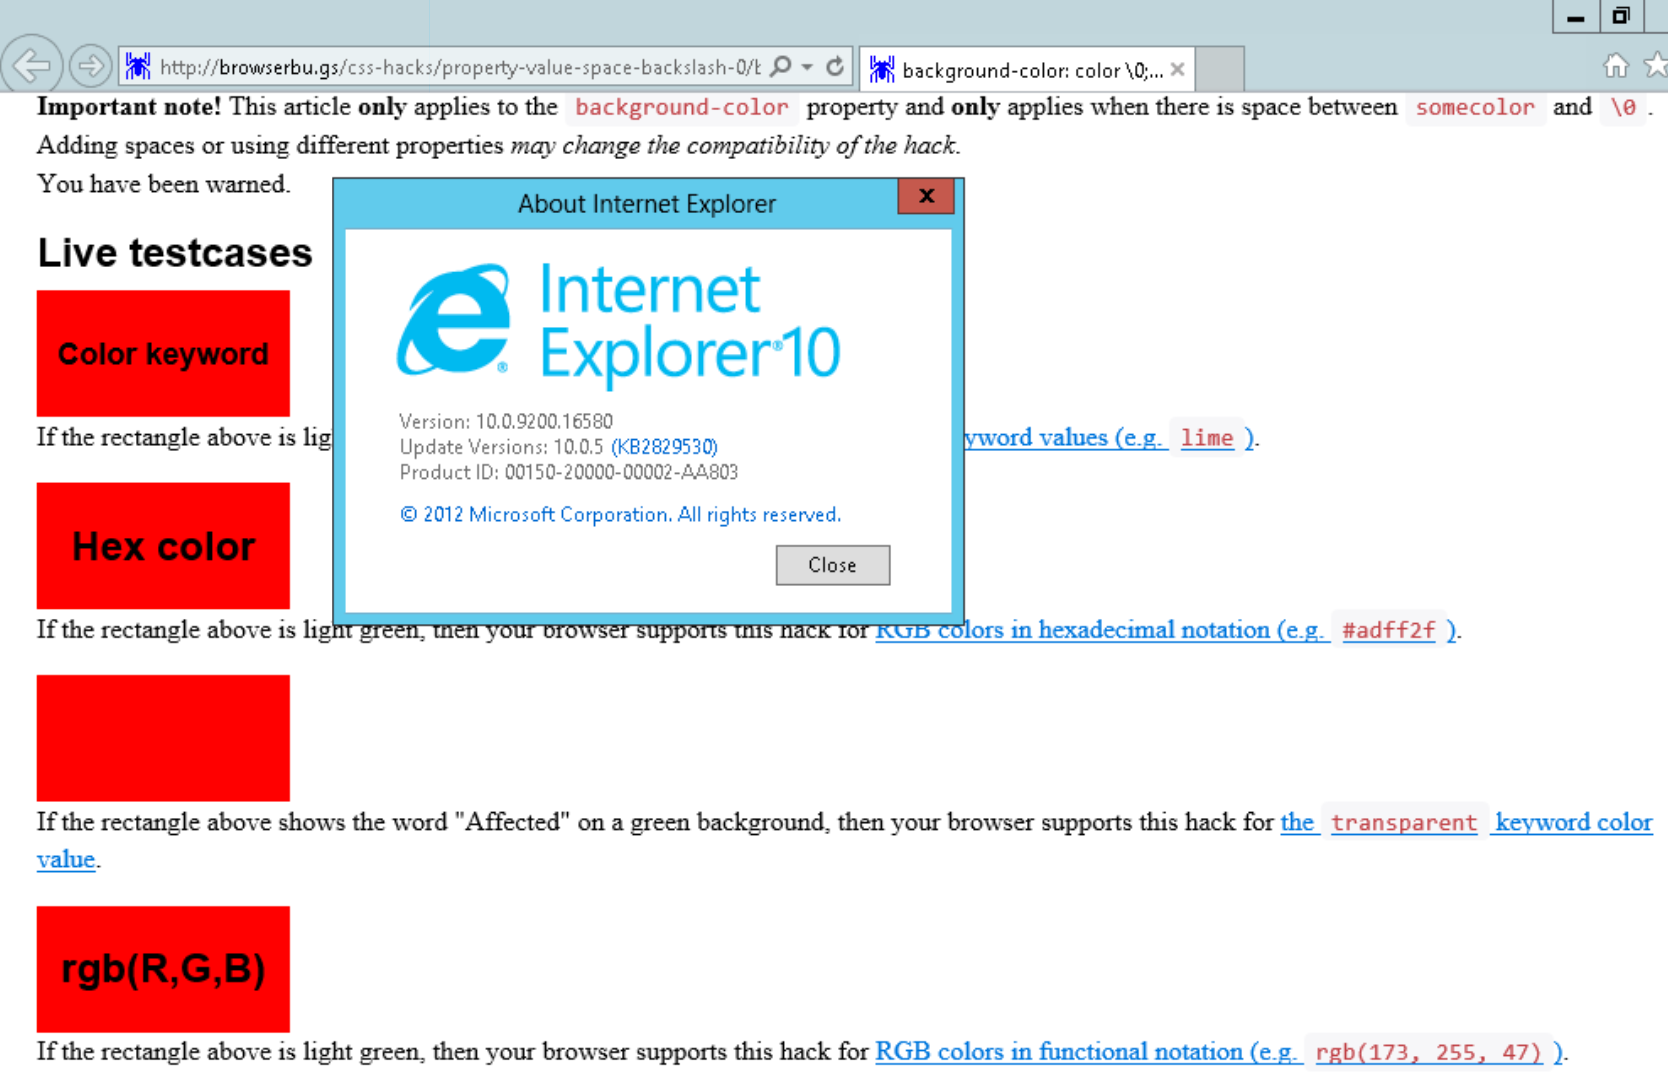 http://browserbu.gs/css-hacks/property-value-space-backslash-0/b
background-color: color \0;...
Important note! This article only applies to the background-color property and only applies when there is space between somecolor and \0 .
Adding spaces or using different properties may change the compatibility of the hack.
You have been warned.
About Internet Explorer
x
Live testcases
Internet
Explorer®10
Color keyword
Version: 10.0.9200.16580
If the rectangle above is lig
yword values (e.g. lime ).
Update Versions: 10.0.5 (KB2829530)
Product ID: 00150-20000-00002-AA803
© 2012 Microsoft Corporation. All rights reserved.
Hex color
Close
If the rectangle above is light green, then your browser supports this hack for RGB colors in hexadecimal notation (e.g. #adff2f ).
If the rectangle above shows the word "Affected" on a green background, then your browser supports this hack for the transparent keyword color
value.
rgb(R,G,B)
If the rectangle above is light green, then your browser supports this hack for RGB colors in functional notation (e.g. rgb(173, 255, 47) ).